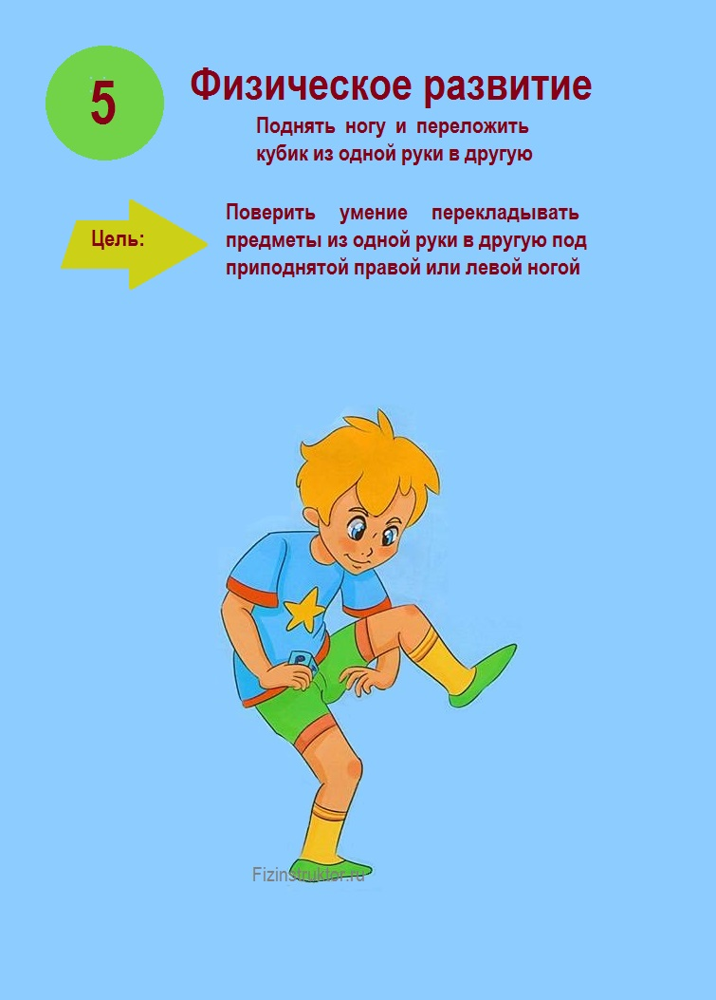 5
Физическое развитие
Поднять ногу и переложить
кубик из одной руки в другую
Цель:
Поверить умение перекладывать
предметы из одной руки в другую под
приподнятой правой или левой ногой
Р
Fizinstruktor.ru